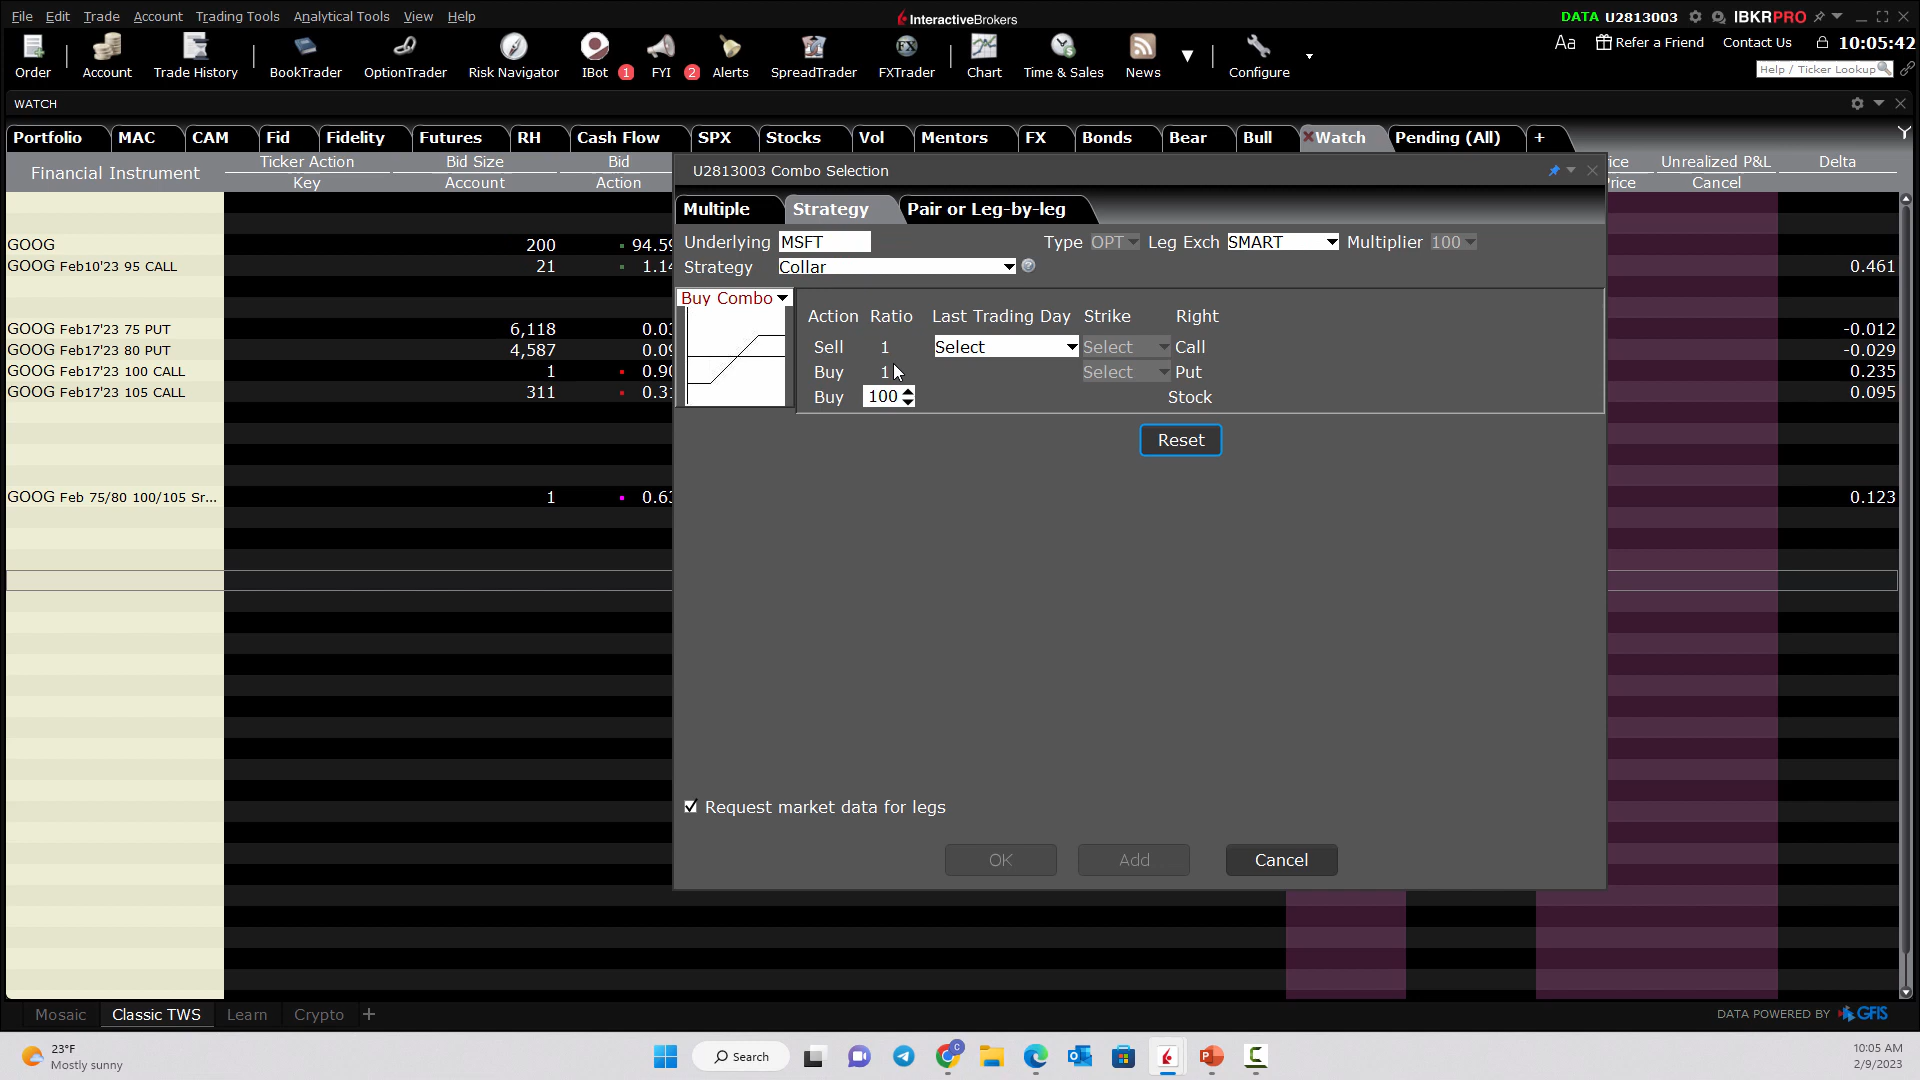 File Edit Trade Account Trading Tools Analytical Tools View Help
InteractiveBrokers
DATA U2813003 IBKRPRO
Order Account Trade History BookTrader OptionTrader Risk Navigator IBot 1 FYI 2 Alerts SpreadTrader FXTrader Chart Time & Sales News Configure
Aa Refer a Friend Contact Us 10:05:42
Help / Ticker Lookup
WATCH
Portfolio MAC CAM Fid Fidelity Futures RH Cash Flow SPX Stocks Vol Mentors FX Bonds Bear Bull Watch Pending (All) +
Financial Instrument Ticker Action Bid Size Bid Unrealized P&L Delta
Key Account Action Cancel
U2813003 Combo Selection
Multiple Strategy Pair or Leg-by-leg
Underlying MSFT Type OPT Leg Exch SMART Multiplier 100
Strategy Collar
Buy Combo
Action Ratio Last Trading Day Strike Right
Sell 1 Select Select Call
Buy 1 Select Put
Buy 100 Stock
Reset
Request market data for legs
OK Add Cancel
GOOG 200 94.59
GOOG Feb10'23 95 CALL 21 1.14 0.461
GOOG Feb17'23 75 PUT 6,118 -0.012
GOOG Feb17'23 80 PUT 4,587 -0.029
GOOG Feb17'23 100 CALL 1 0.90 0.235
GOOG Feb17'23 105 CALL 311 0.095
GOOG Feb 75/80 100/105 Sr... 1 0.123
Mosaic Classic TWS Learn Crypto +
DATA POWERED BY GFIS
23°F
Mostly sunny
Search
10:05 AM
2/9/2023